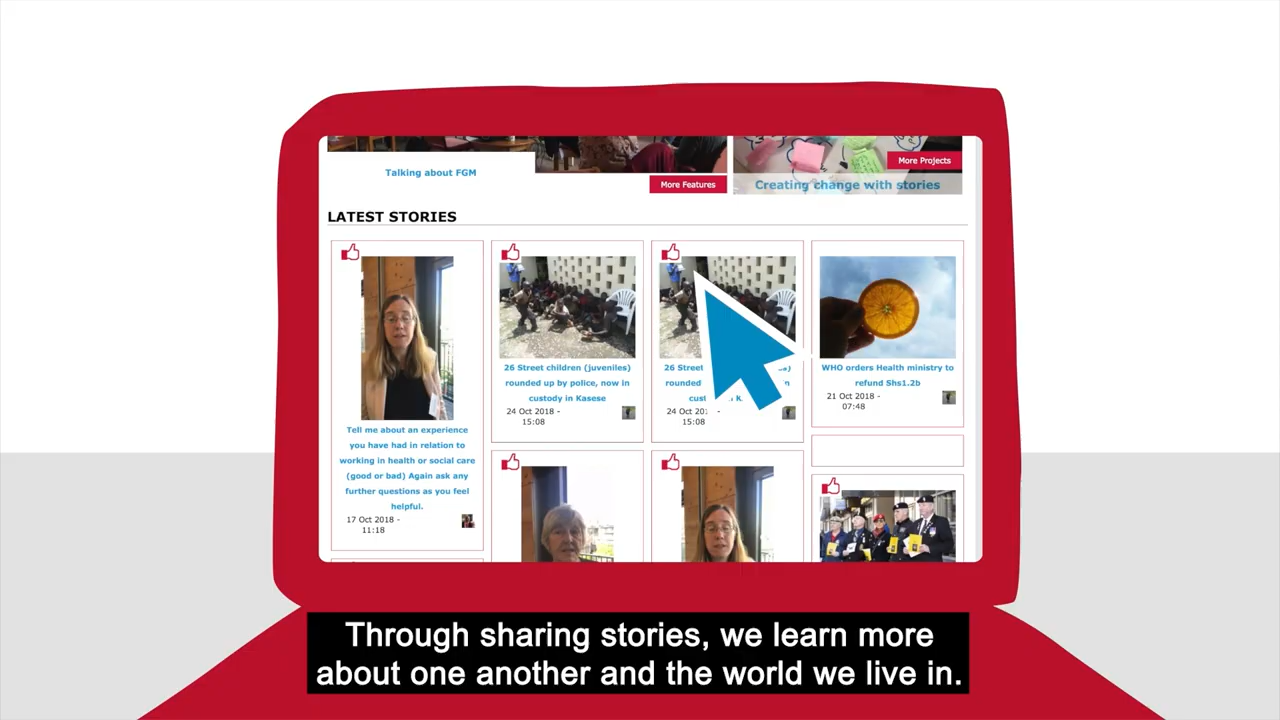 Talking about FGM
More Features
More Projects
Creating change with stories
LATEST STORIES
Tell me about an experience
you have had in relation to
working in health or social care
(good or bad) Again ask any
further questions as you feel
helpful.
17 Oct 2018 -
11:18
26 Street children (juveniles)
rounded up by police, now in
custody in Kasese
24 Oct 2018 -
15:08
26 Street
rounded
cust
24 Oct 201
15:08
WHO orders Health ministry to
refund Shs1.2b
21 Oct 2018 -
07:48
Through sharing stories, we learn more
about one another and the world we live in.